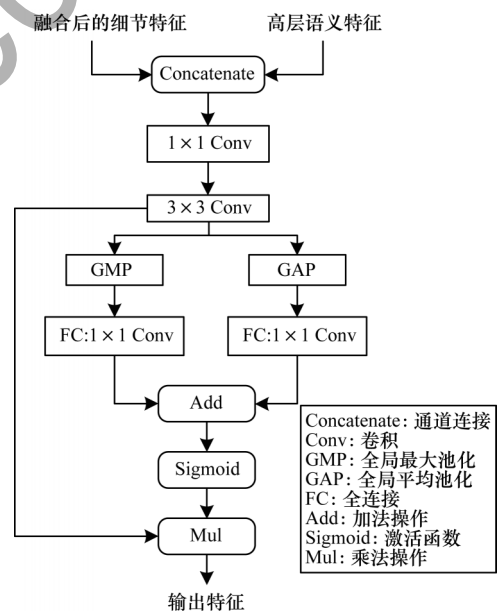 融合后的细节特征
高层语义特征
Concatenate
1×1 Conv
3×3 Conv
GMP
GAP
FC:1×1 Conv
FC:1×1 Conv
Add
Sigmoid
Mul
输出特征
Concatenate: 通道连接
Conv: 卷积
GMP: 全局最大池化
GAP: 全局平均池化
FC: 全连接
Add: 加法操作
Sigmoid: 激活函数
Mul: 乘法操作